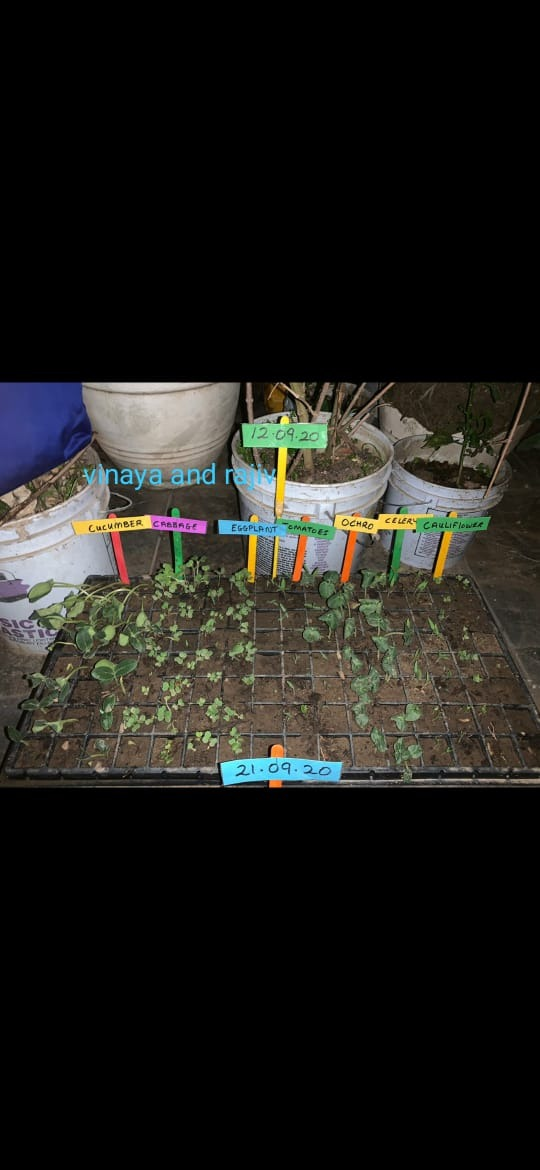 12.09.20
vinaya and rajiv
CUCUMBER
CABBAGE
EGGPLANT
TOMATOES
OCHRO
CELERY
CAULIFLOWER
21.09.20